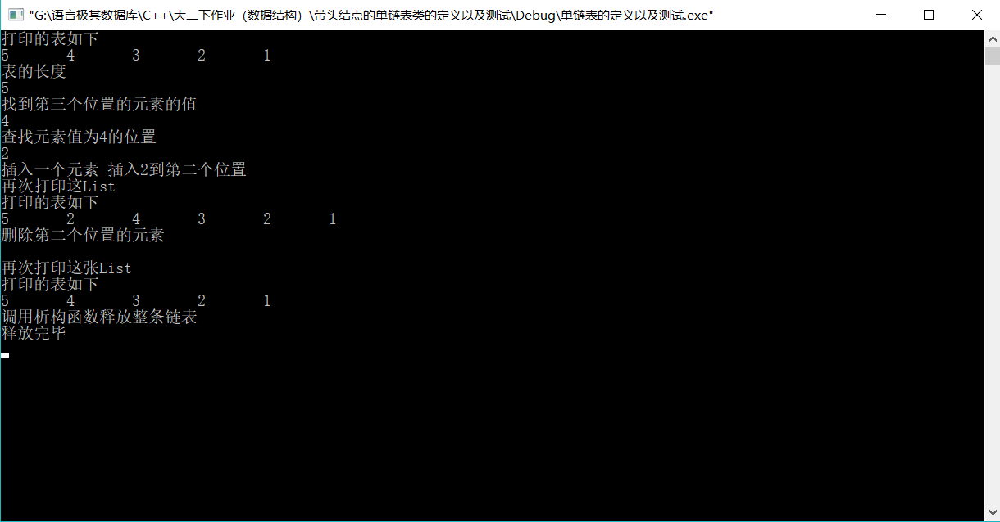 "G:\语言极其数据库\C++\大二下作业（数据结构）\带头结点的单链表类的定义以及测试\Debug\单链表的定义以及测试.exe"
打印的表如下
5 4 3 2 1
表的长度
5
找到第三个位置的元素的值
4
查找元素值为4的位置
2
插入一个元素 插入2到第二个位置
再次打印这List
打印的表如下
5 2 4 3 2 1
删除第二个位置的元素
再次打印这张List
打印的表如下
5 4 3 2 1
调用析构函数释放整条链表
释放完毕